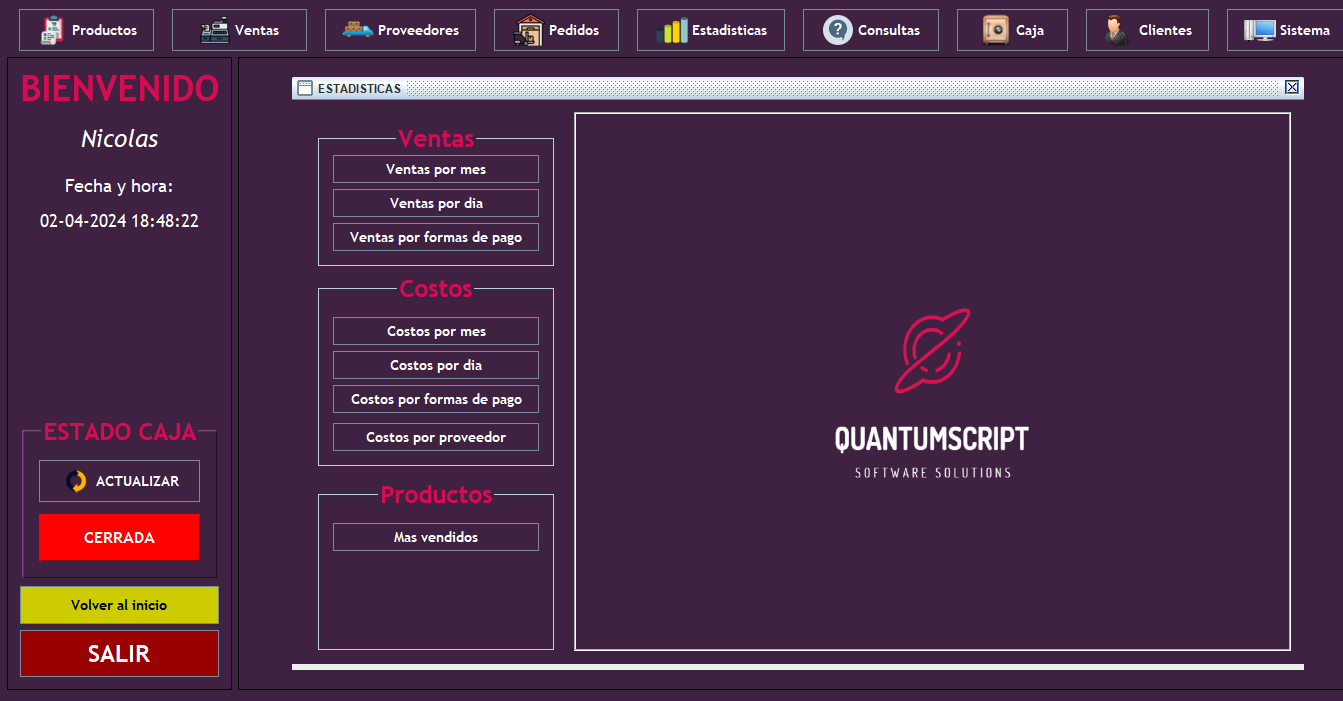 Productos
Ventas
Proveedores
Pedidos
Estadisticas
Consultas
Caja
Clientes
Sistema
BIENVENIDO
Nicolas
Fecha y hora:
02-04-2024 18:48:22
ESTADO CAJA
ACTUALIZAR
CERRADA
Volver al inicio
SALIR
ESTADISTICAS
Ventas
Ventas por mes
Ventas por dia
Ventas por formas de pago
Costos
Costos por mes
Costos por dia
Costos por formas de pago
Costos por proveedor
Productos
Mas vendidos
QUANTUMSCRIPT
SOFTWARE SOLUTIONS